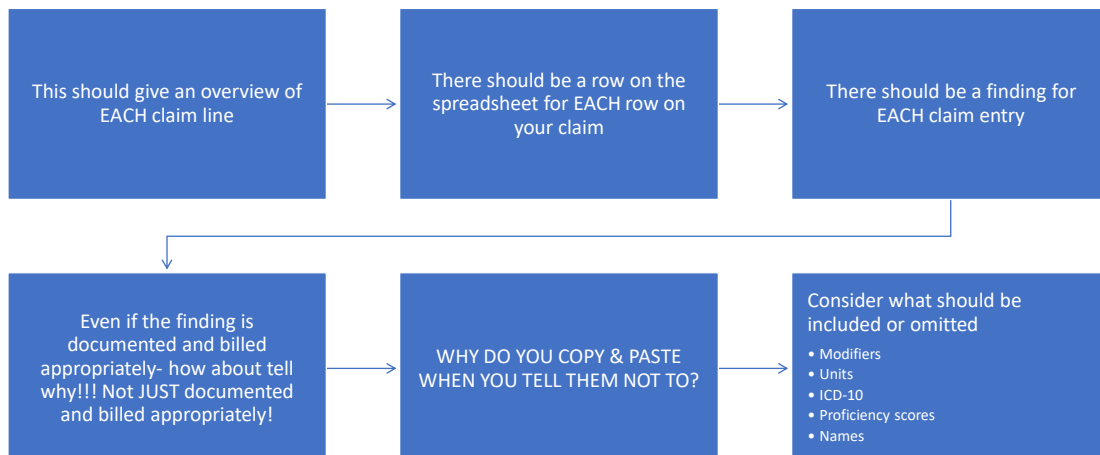 This should give an overview of
EACH claim line
There should be a row on the
spreadsheet for EACH row on
your claim
There should be a finding for
EACH claim entry
Even if the finding is
documented and billed
appropriately- how about tell
why!!! Not JUST documented
and billed appropriately!
WHY DO YOU COPY & PASTE
WHEN YOU TELL THEM NOT TO?
Consider what should be
included or omitted
• Modifiers
• Units
• ICD-10
• Proficiency scores
• Names